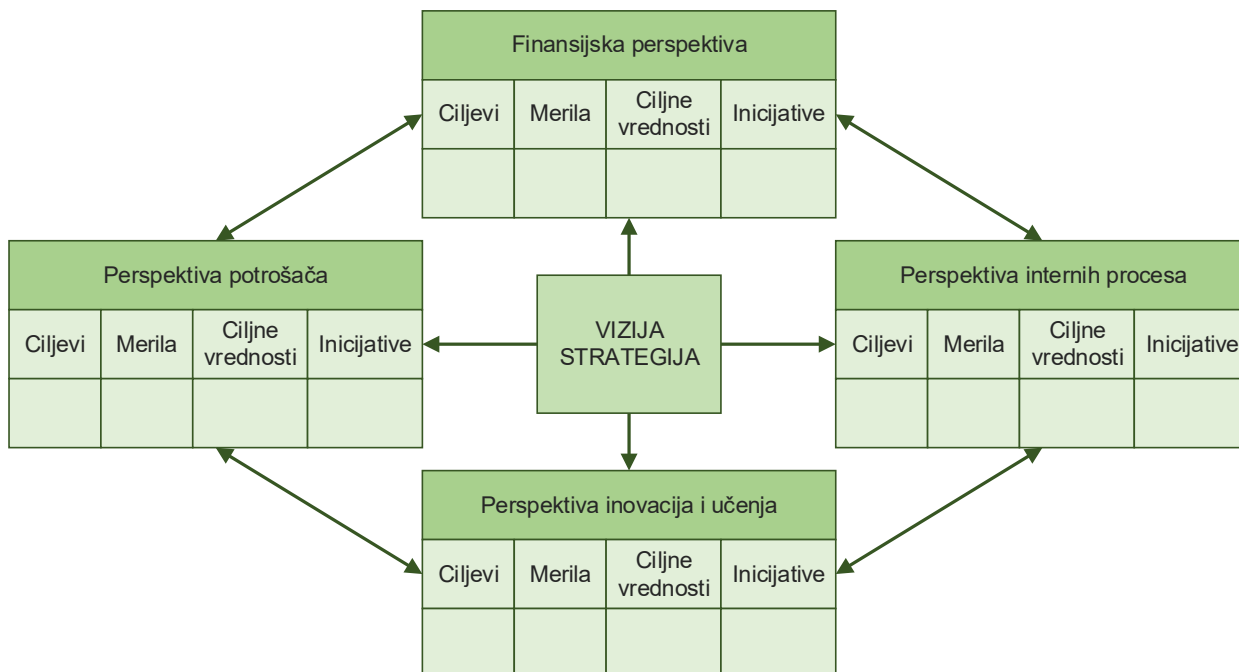 Finansijska perspektiva
Ciljevi
Merila
Ciljne
vrednosti
Inicijative
Perspektiva potrošača
Ciljevi
Merila
Ciljne
vrednosti
Inicijative
VIZIJA
STRATEGIJA
Perspektiva internih procesa
Ciljevi
Merila
Ciljne
vrednosti
Inicijative
Perspektiva inovacija i učenja
Ciljevi
Merila
Ciljne
vrednosti
Inicijative